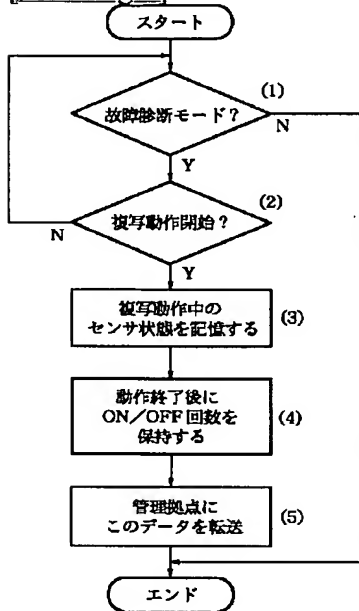 スタート
(1)
故障診断モード?
N
Y
(2)
複写動作開始?
N
Y
複写動作中の
センサ状態を記憶する
(3)
動作終了後に
ON/OFF回数を
保持する
(4)
管理拠点に
このデータを転送
(5)
エンド